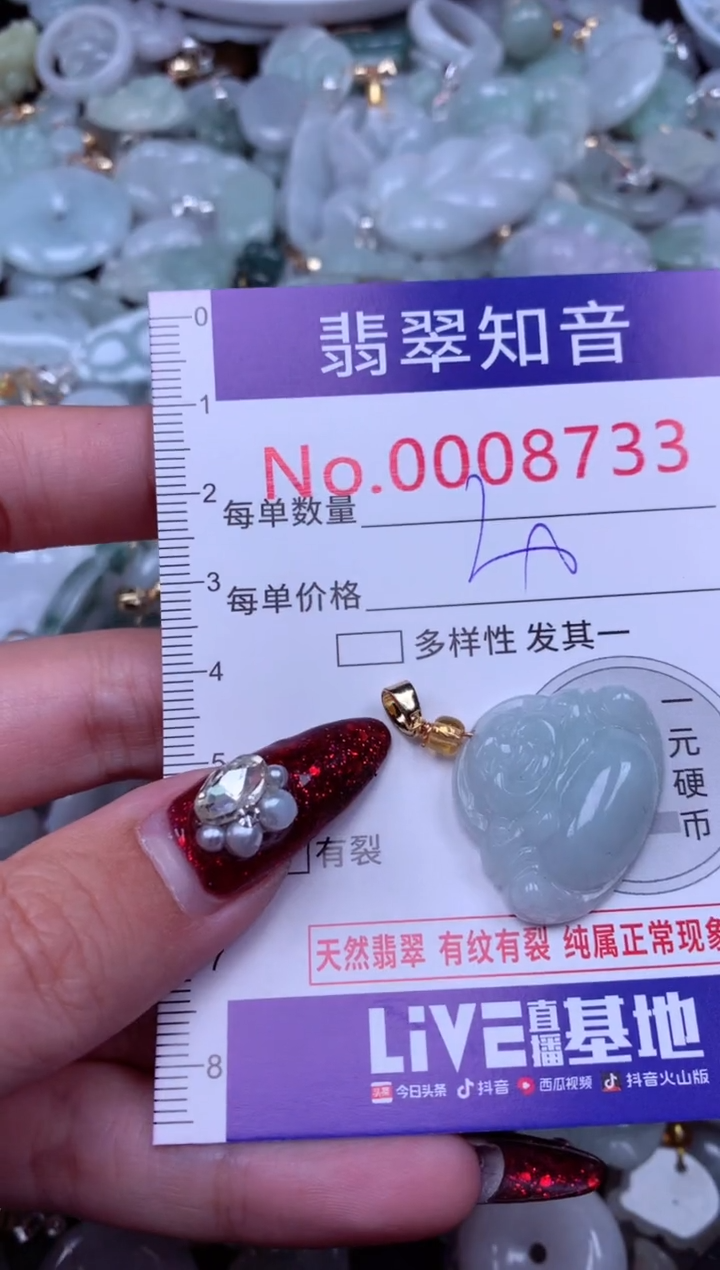 0
翡翠知音
1
No.0008733
2
每单数量
3
每单价格
多样性 发其一
4
一元硬币
5
有裂
天然翡翠 有纹有裂 纯属正常现象
7
LiVE直播基地
8
头条 今日头条 抖音 西瓜视频 抖音火山版